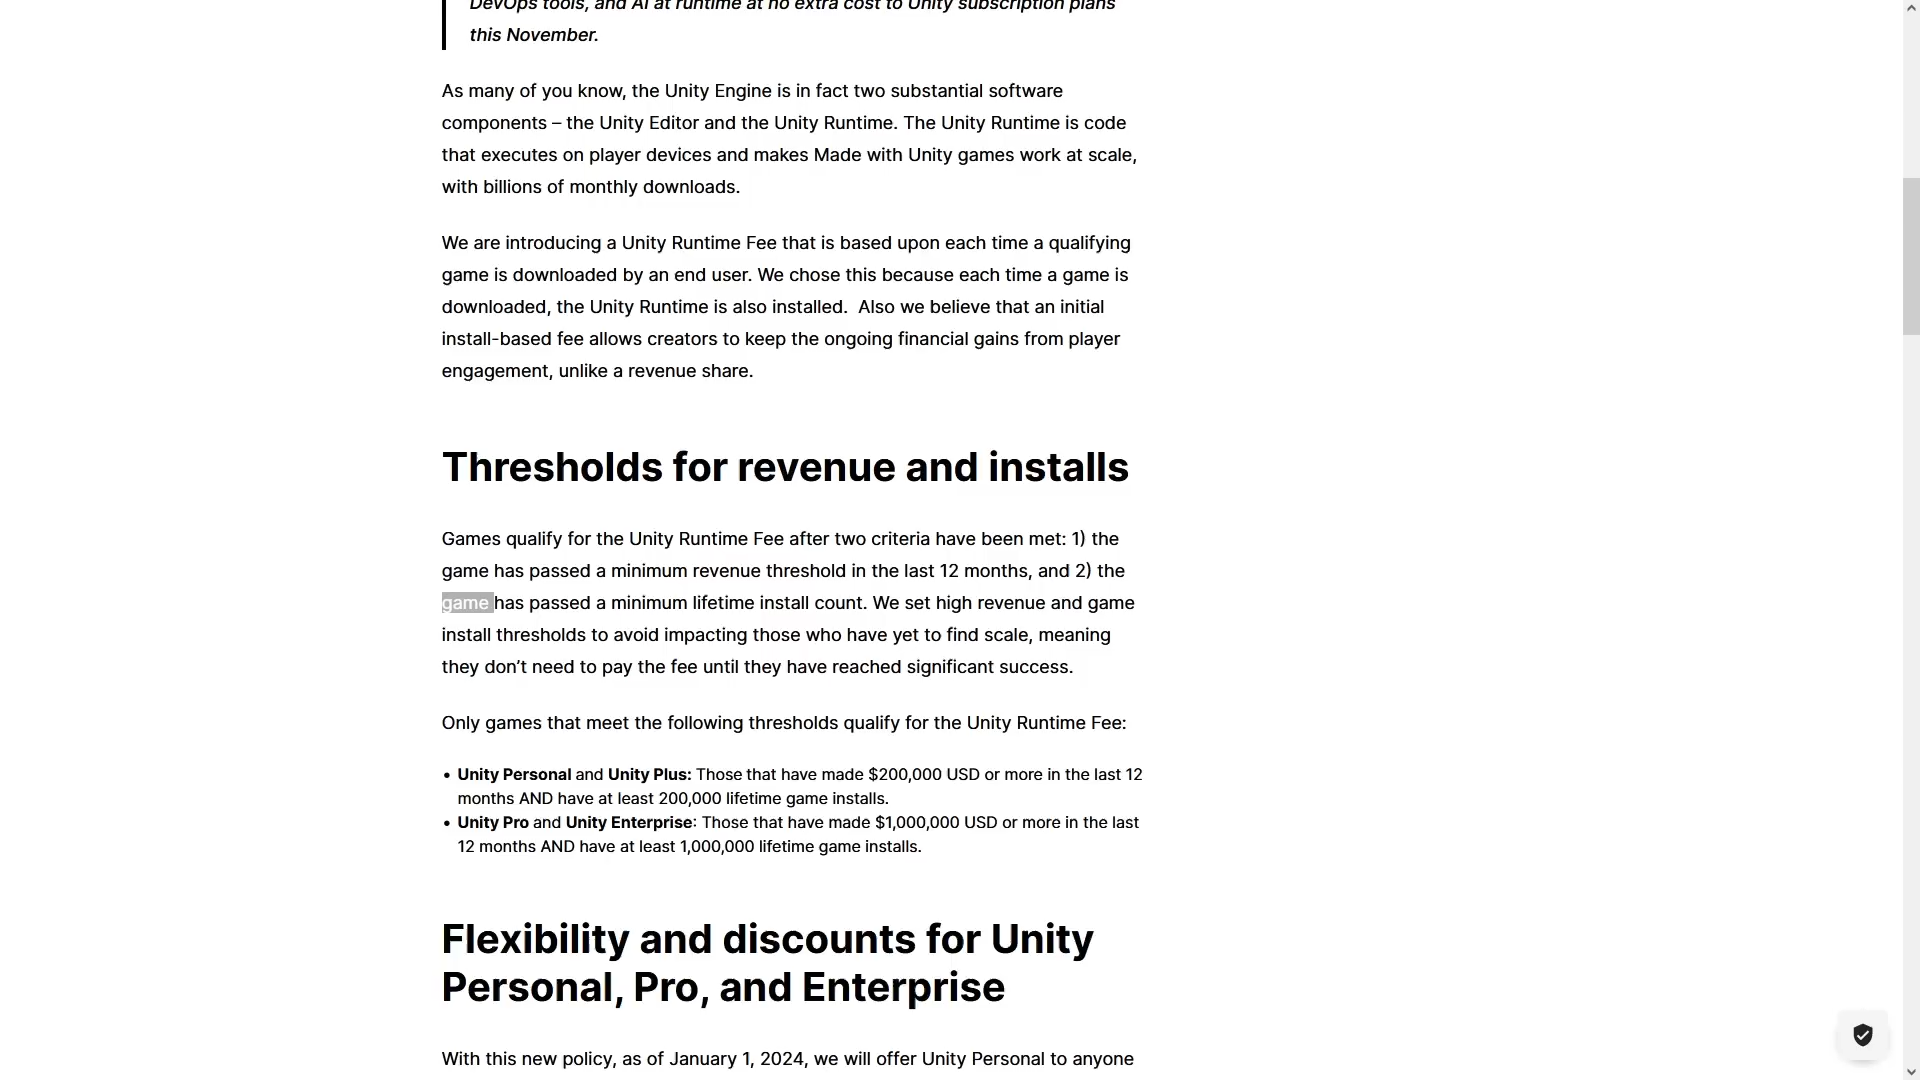 DevOps tools, and AI at runtime at no extra cost to Unity subscription plans
this November.
As many of you know, the Unity Engine is in fact two substantial software
components – the Unity Editor and the Unity Runtime. The Unity Runtime is code
that executes on player devices and makes Made with Unity games work at scale,
with billions of monthly downloads.
We are introducing a Unity Runtime Fee that is based upon each time a qualifying
game is downloaded by an end user. We chose this because each time a game is
downloaded, the Unity Runtime is also installed.  Also we believe that an initial
install-based fee allows creators to keep the ongoing financial gains from player
engagement, unlike a revenue share.
Thresholds for revenue and installs
Games qualify for the Unity Runtime Fee after two criteria have been met: 1) the
game has passed a minimum revenue threshold in the last 12 months, and 2) the
game has passed a minimum lifetime install count. We set high revenue and game
install thresholds to avoid impacting those who have yet to find scale, meaning
they don’t need to pay the fee until they have reached significant success.
Only games that meet the following thresholds qualify for the Unity Runtime Fee:
• Unity Personal and Unity Plus: Those that have made $200,000 USD or more in the last 12
months AND have at least 200,000 lifetime game installs.
• Unity Pro and Unity Enterprise: Those that have made $1,000,000 USD or more in the last
12 months AND have at least 1,000,000 lifetime game installs.
Flexibility and discounts for Unity
Personal, Pro, and Enterprise
With this new policy, as of January 1, 2024, we will offer Unity Personal to anyone